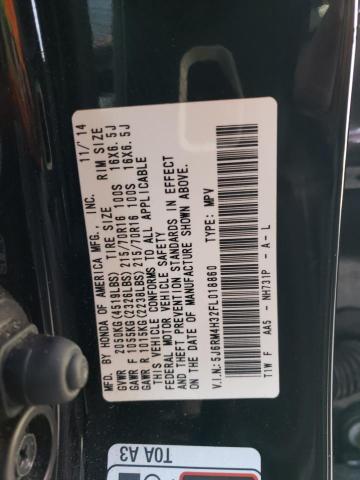 MFD. BY HONDA OF AMERICA MFG., INC. 11/'14
GVWR 2050KG(4519LBS) TIRE SIZE RIM SIZE
GAWR F 1055KG(2326LBS) 215/70R16 100S 16X6.5J
GAWR R 1015KG(2238LBS) 215/70R16 100S 16X6.5J
THIS VEHICLE CONFORMS TO ALL APPLICABLE
FEDERAL MOTOR VEHICLE SAFETY
AND THEFT PREVENTION STANDARDS IN EFFECT
ON THE DATE OF MANUFACTURE SHOWN ABOVE.
V.I.N.:5J6RM4H32FL018860 TYPE: MPV
T1W F AA5 - NH731P - A - L
T0A A3